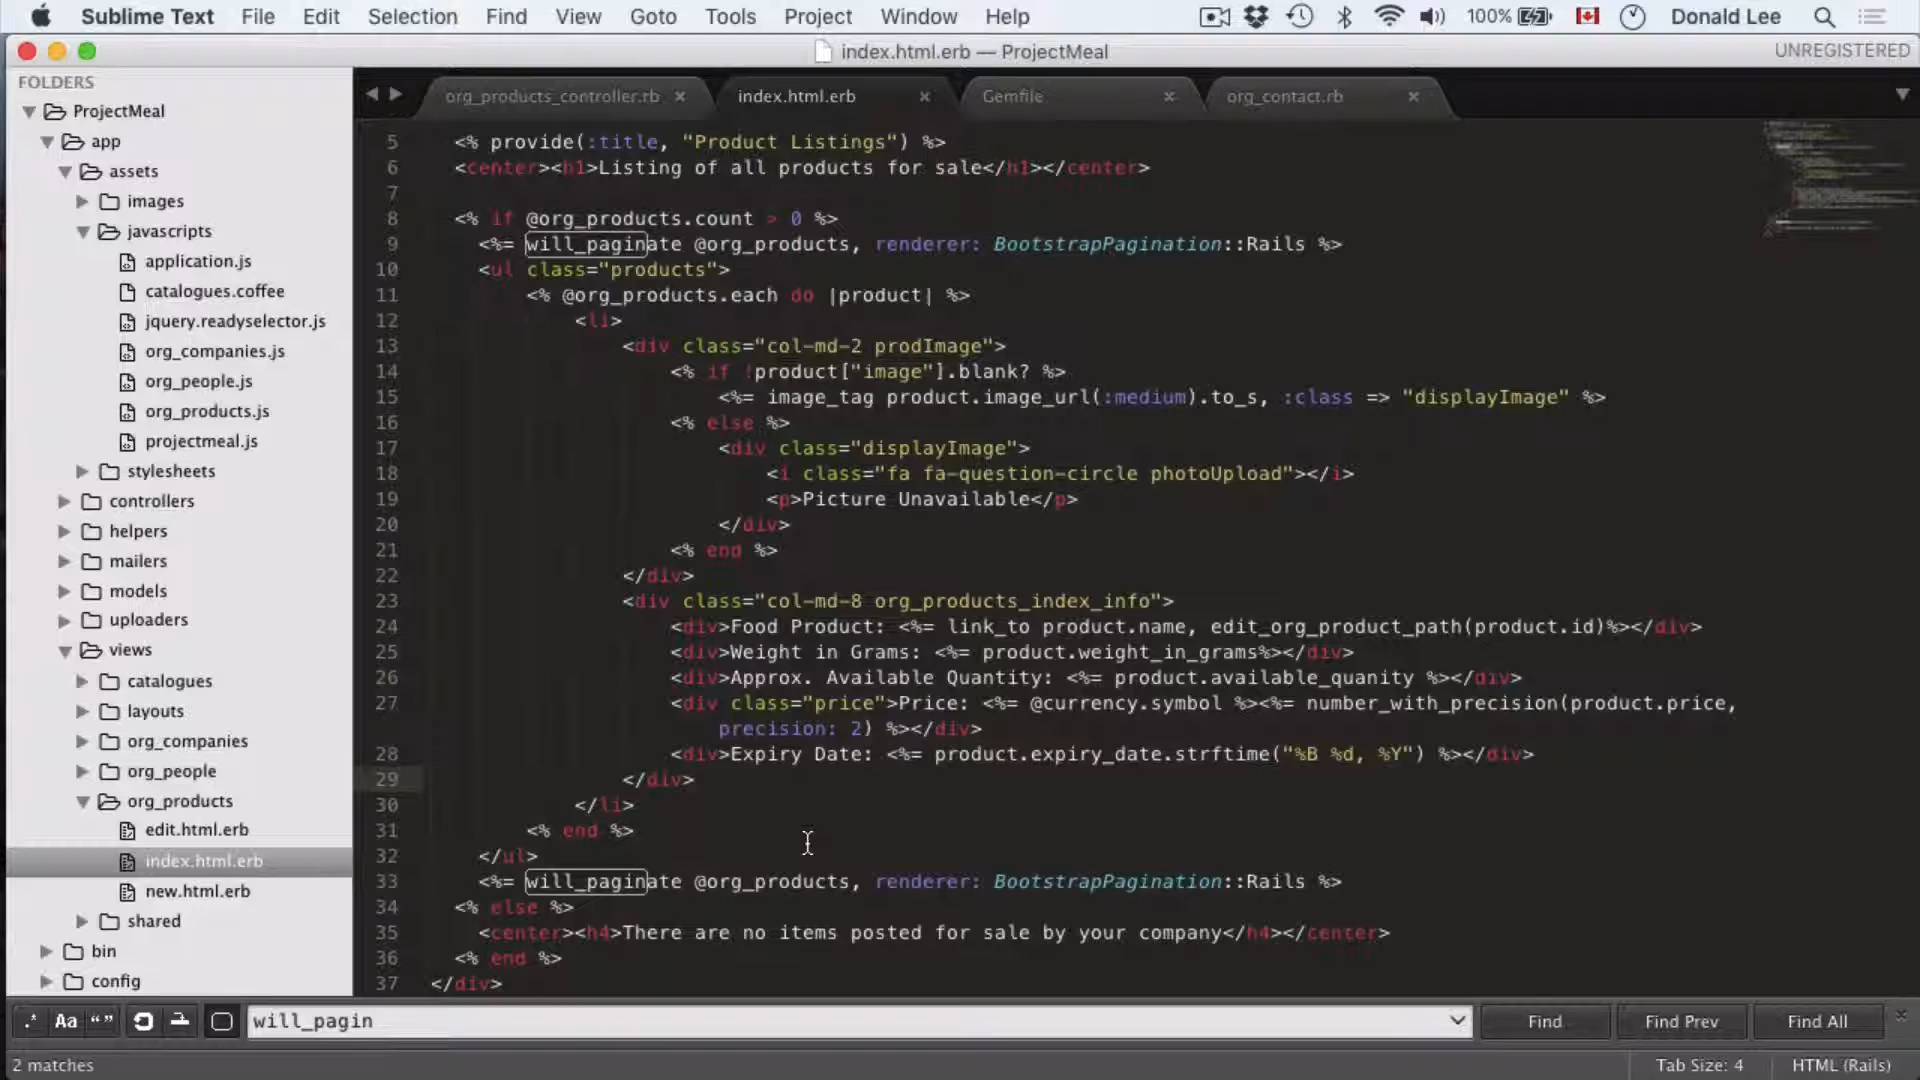 Sublime Text File Edit Selection Find View Goto Tools Project Window Help 100% Donald Lee
index.html.erb — ProjectMeal UNREGISTERED
FOLDERS
ProjectMeal
app
assets
images
javascripts
application.js
catalogues.coffee
jquery.readyselector.js
org_companies.js
org_people.js
org_products.js
projectmeal.js
stylesheets
controllers
helpers
mailers
models
uploaders
views
catalogues
layouts
org_companies
org_people
org_products
edit.html.erb
index.html.erb
new.html.erb
shared
bin
config
org_products_controller.rb × index.html.erb × Gemfile × org_contact.rb ×
5 <% provide(:title, "Product Listings") %>
6 <center><h1>Listing of all products for sale</h1></center>
7
8 <% if @org_products.count > 0 %>
9 <%= will_paginate @org_products, renderer: BootstrapPagination::Rails %>
10 <ul class="products">
11 <% @org_products.each do |product| %>
12 <li>
13 <div class="col-md-2 prodImage">
14 <% if !product["image"].blank? %>
15 <%= image_tag product.image_url(:medium).to_s, :class => "displayImage" %>
16 <% else %>
17 <div class="displayImage">
18 <i class="fa fa-question-circle photoUpload"></i>
19 <p>Picture Unavailable</p>
20 </div>
21 <% end %>
22 </div>
23 <div class="col-md-8 org_products_index_info">
24 <div>Food Product: <%= link_to product.name, edit_org_product_path(product.id)%></div>
25 <div>Weight in Grams: <%= product.weight_in_grams%></div>
26 <div>Approx. Available Quantity: <%= product.available_quanity %></div>
27 <div class="price">Price: <%= @currency.symbol %><%= number_with_precision(product.price,
precision: 2) %></div>
28 <div>Expiry Date: <%= product.expiry_date.strftime("%B %d, %Y") %></div>
29 </div>
30 </li>
31 <% end %>
32 </ul>
33 <%= will_paginate @org_products, renderer: BootstrapPagination::Rails %>
34 <% else %>
35 <center><h4>There are no items posted for sale by your company</h4></center>
36 <% end %>
37 </div>
.* Aa “ ” will_pagin Find Find Prev Find All
2 matches Tab Size: 4 HTML (Rails)